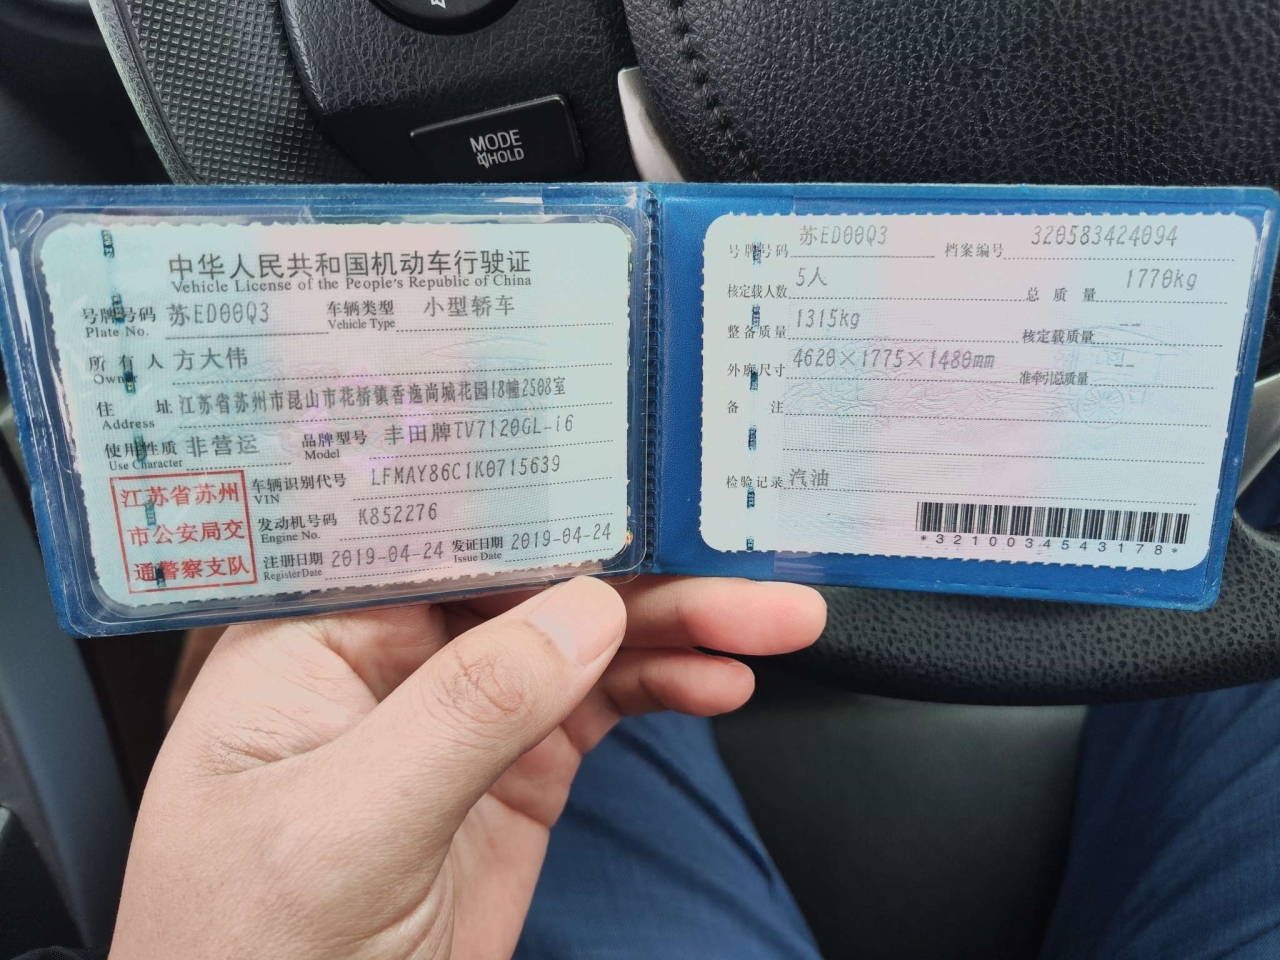 MODE
HOLD
中华人民共和国机动车行驶证
Vehicle License of the People's Republic of China
号牌号码 苏ED00Q3 车辆类型 小型轿车
Plate No. Vehicle Type
所有人 方大伟
Owner
住址 江苏省苏州市昆山市花桥镇香逸尚城花园18幢2508室
Address
使用性质 非营运 品牌型号 丰田牌TV7120GL-i6
Use Character Model
江苏省苏州
市公安局交
通警察支队
车辆识别代号 LFMAY86C1K0715639
VIN
发动机号码 K852276
Engine No.
注册日期 2019-04-24 发证日期 2019-04-24
Register Date Issue Date
号牌号码 苏ED00Q3 档案编号 320583424094
核定载人数 5人 总质量 1770kg
整备质量 1315kg 核定载质量 --
外廓尺寸 4620×1775×1480mm 准牵引总质量 --
备注
检验记录 汽油
*3210034543178*